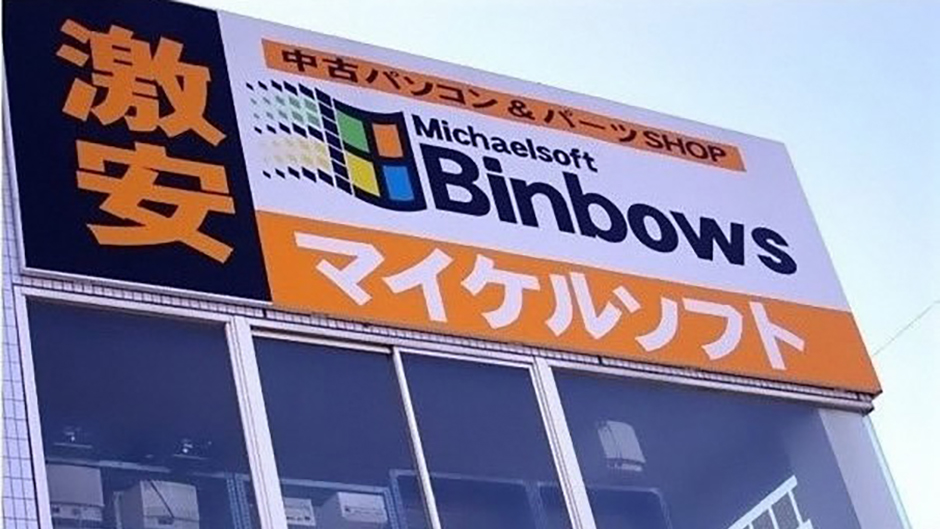 激安
中古パソコン&パーツSHOP
Michaelsoft
Binbows
マイケルソフト